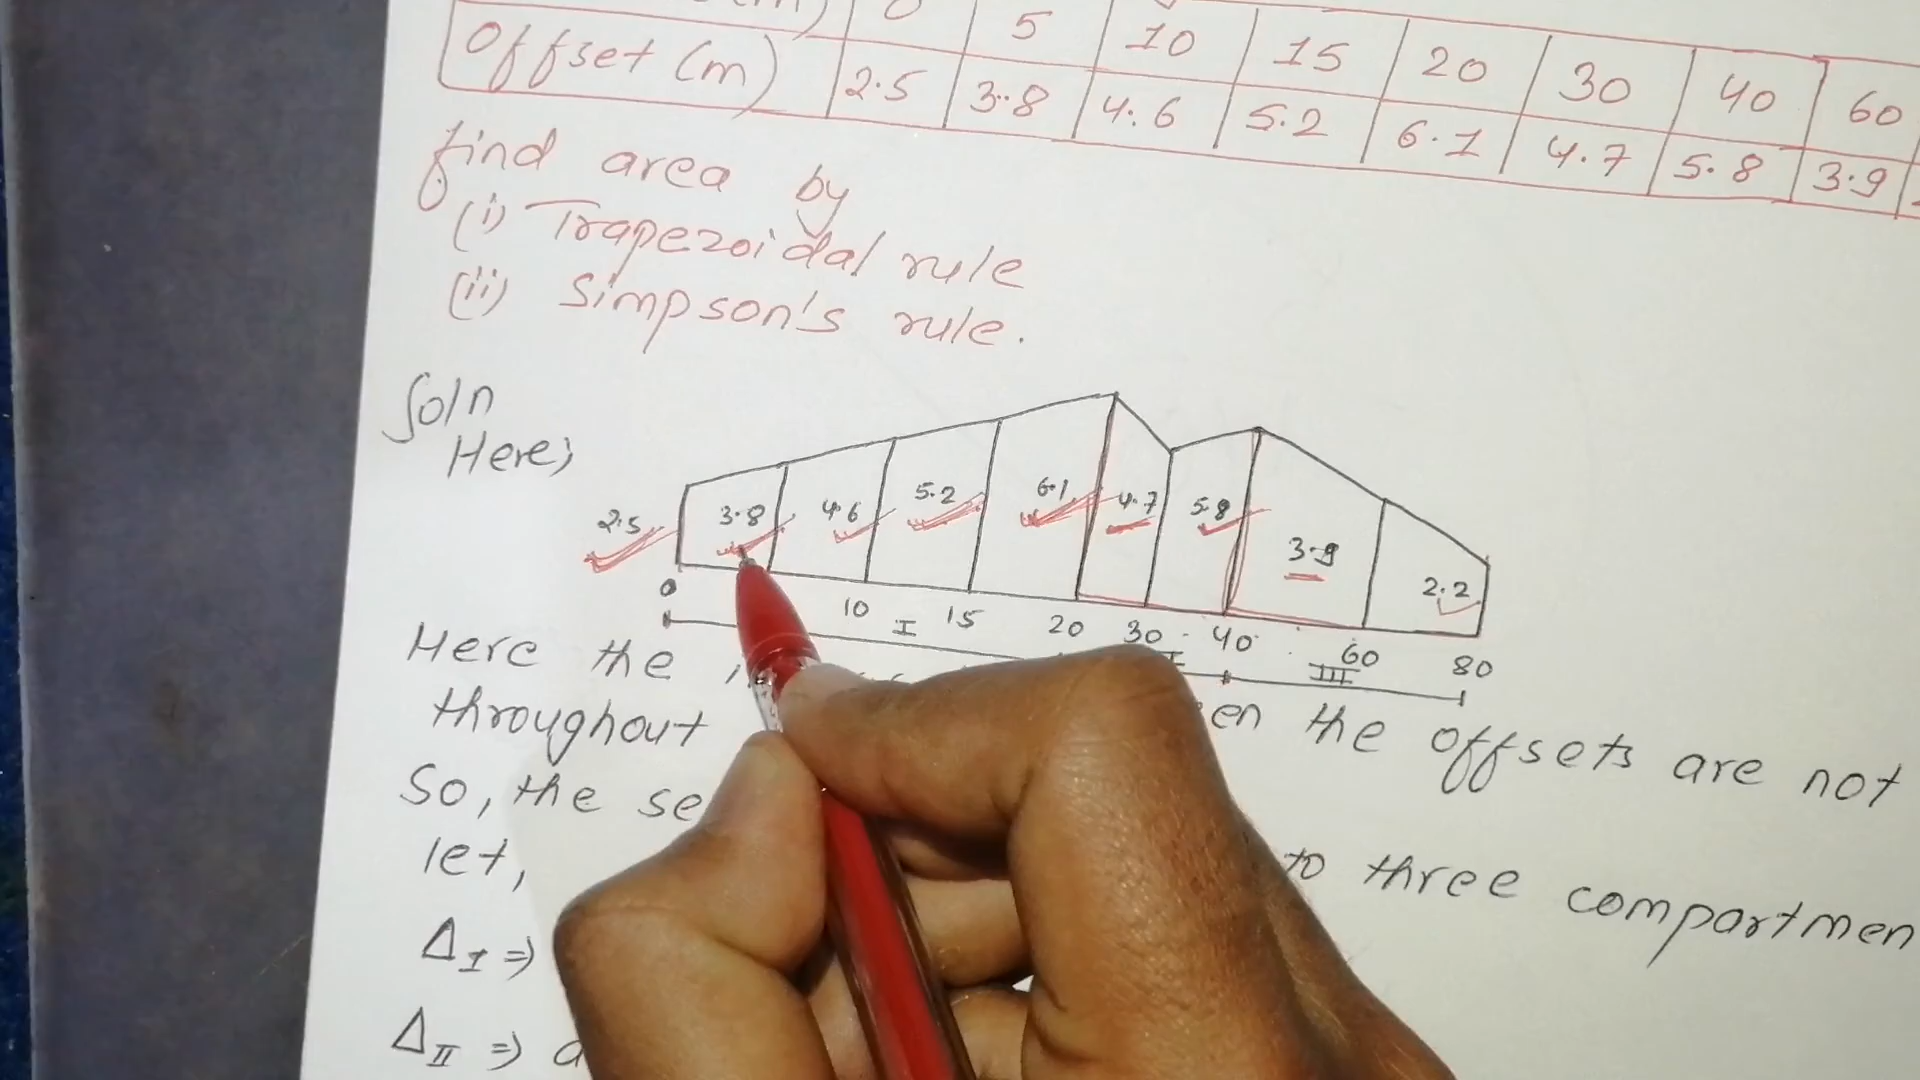 (m) 0 5 10 15 20 30 40 60
Offset (m) 2.5 3.8 4.6 5.2 6.1 4.7 5.8 3.9
find area by
(i) Trapezoidal rule
(ii) Simpson's rule.
Soln
Here;
2.5 3.8 4.6 5.2 6.1 4.7 5.8 3.9 2.2
0 10 15 20 30 40 60 80
I III
Here the
throughout the offsets are not
So, the
let, to three
ΔI ⇒
ΔII ⇒